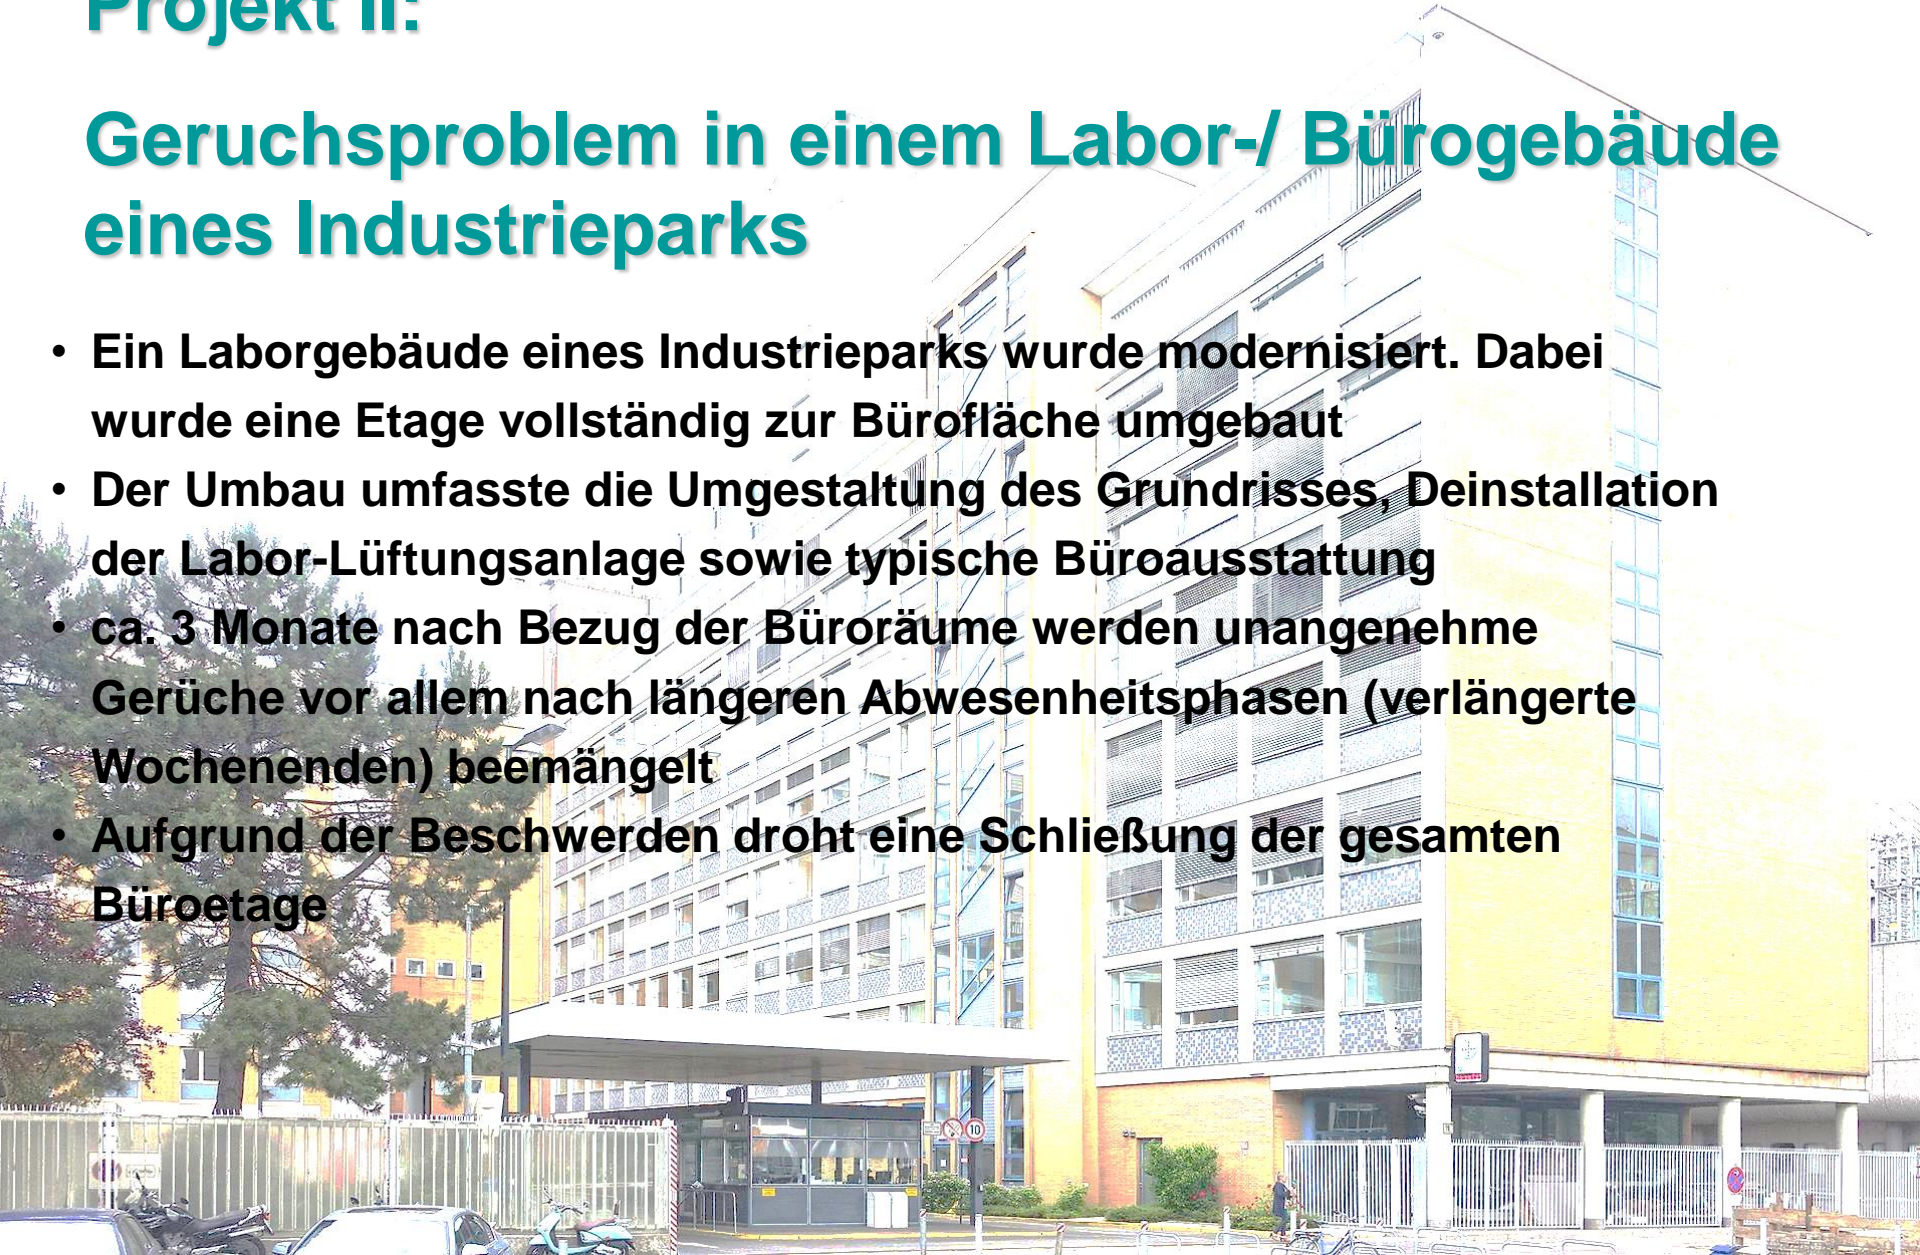 Projekt II:
Geruchsproblem in einem Labor-/ Bürogebäude
eines Industrieparks
• Ein Laborgebäude eines Industrieparks wurde modernisiert. Dabei
wurde eine Etage vollständig zur Bürofläche umgebaut
• Der Umbau umfasste die Umgestaltung des Grundrisses, Deinstallation
der Labor-Lüftungsanlage sowie typische Büroausstattung
• ca. 3 Monate nach Bezug der Büroräume werden unangenehme
Gerüche vor allem nach längeren Abwesenheitsphasen (verlängerte
Wochenenden) beemängelt
• Aufgrund der Beschwerden droht eine Schließung der gesamten
Büroetage
10